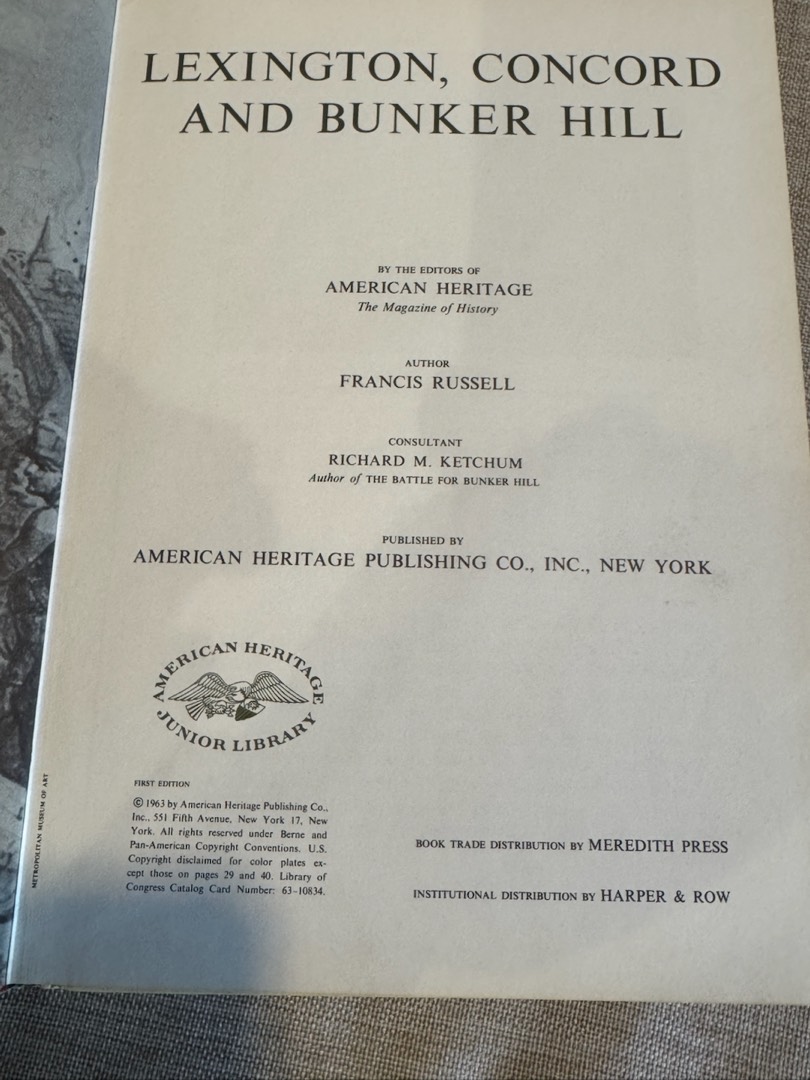 LEXINGTON, CONCORD
AND BUNKER HILL
BY THE EDITORS OF
AMERICAN HERITAGE
The Magazine of History
AUTHOR
FRANCIS RUSSELL
CONSULTANT
RICHARD M. KETCHUM
Author of THE BATTLE FOR BUNKER HILL
PUBLISHED BY
AMERICAN HERITAGE PUBLISHING CO., INC., NEW YORK
AMERICAN HERITAGE
JUNIOR LIBRARY
FIRST EDITION
© 1963 by American Heritage Publishing Co.,
Inc., 551 Fifth Avenue, New York 17, New
York. All rights reserved under Berne and
Pan-American Copyright Conventions. U.S.
Copyright disclaimed for color plates ex-
cept those on pages 29 and 40. Library of
Congress Catalog Card Number: 63-10834.
METROPOLITAN MUSEUM OF ART
BOOK TRADE DISTRIBUTION BY MEREDITH PRESS
INSTITUTIONAL DISTRIBUTION BY HARPER & ROW